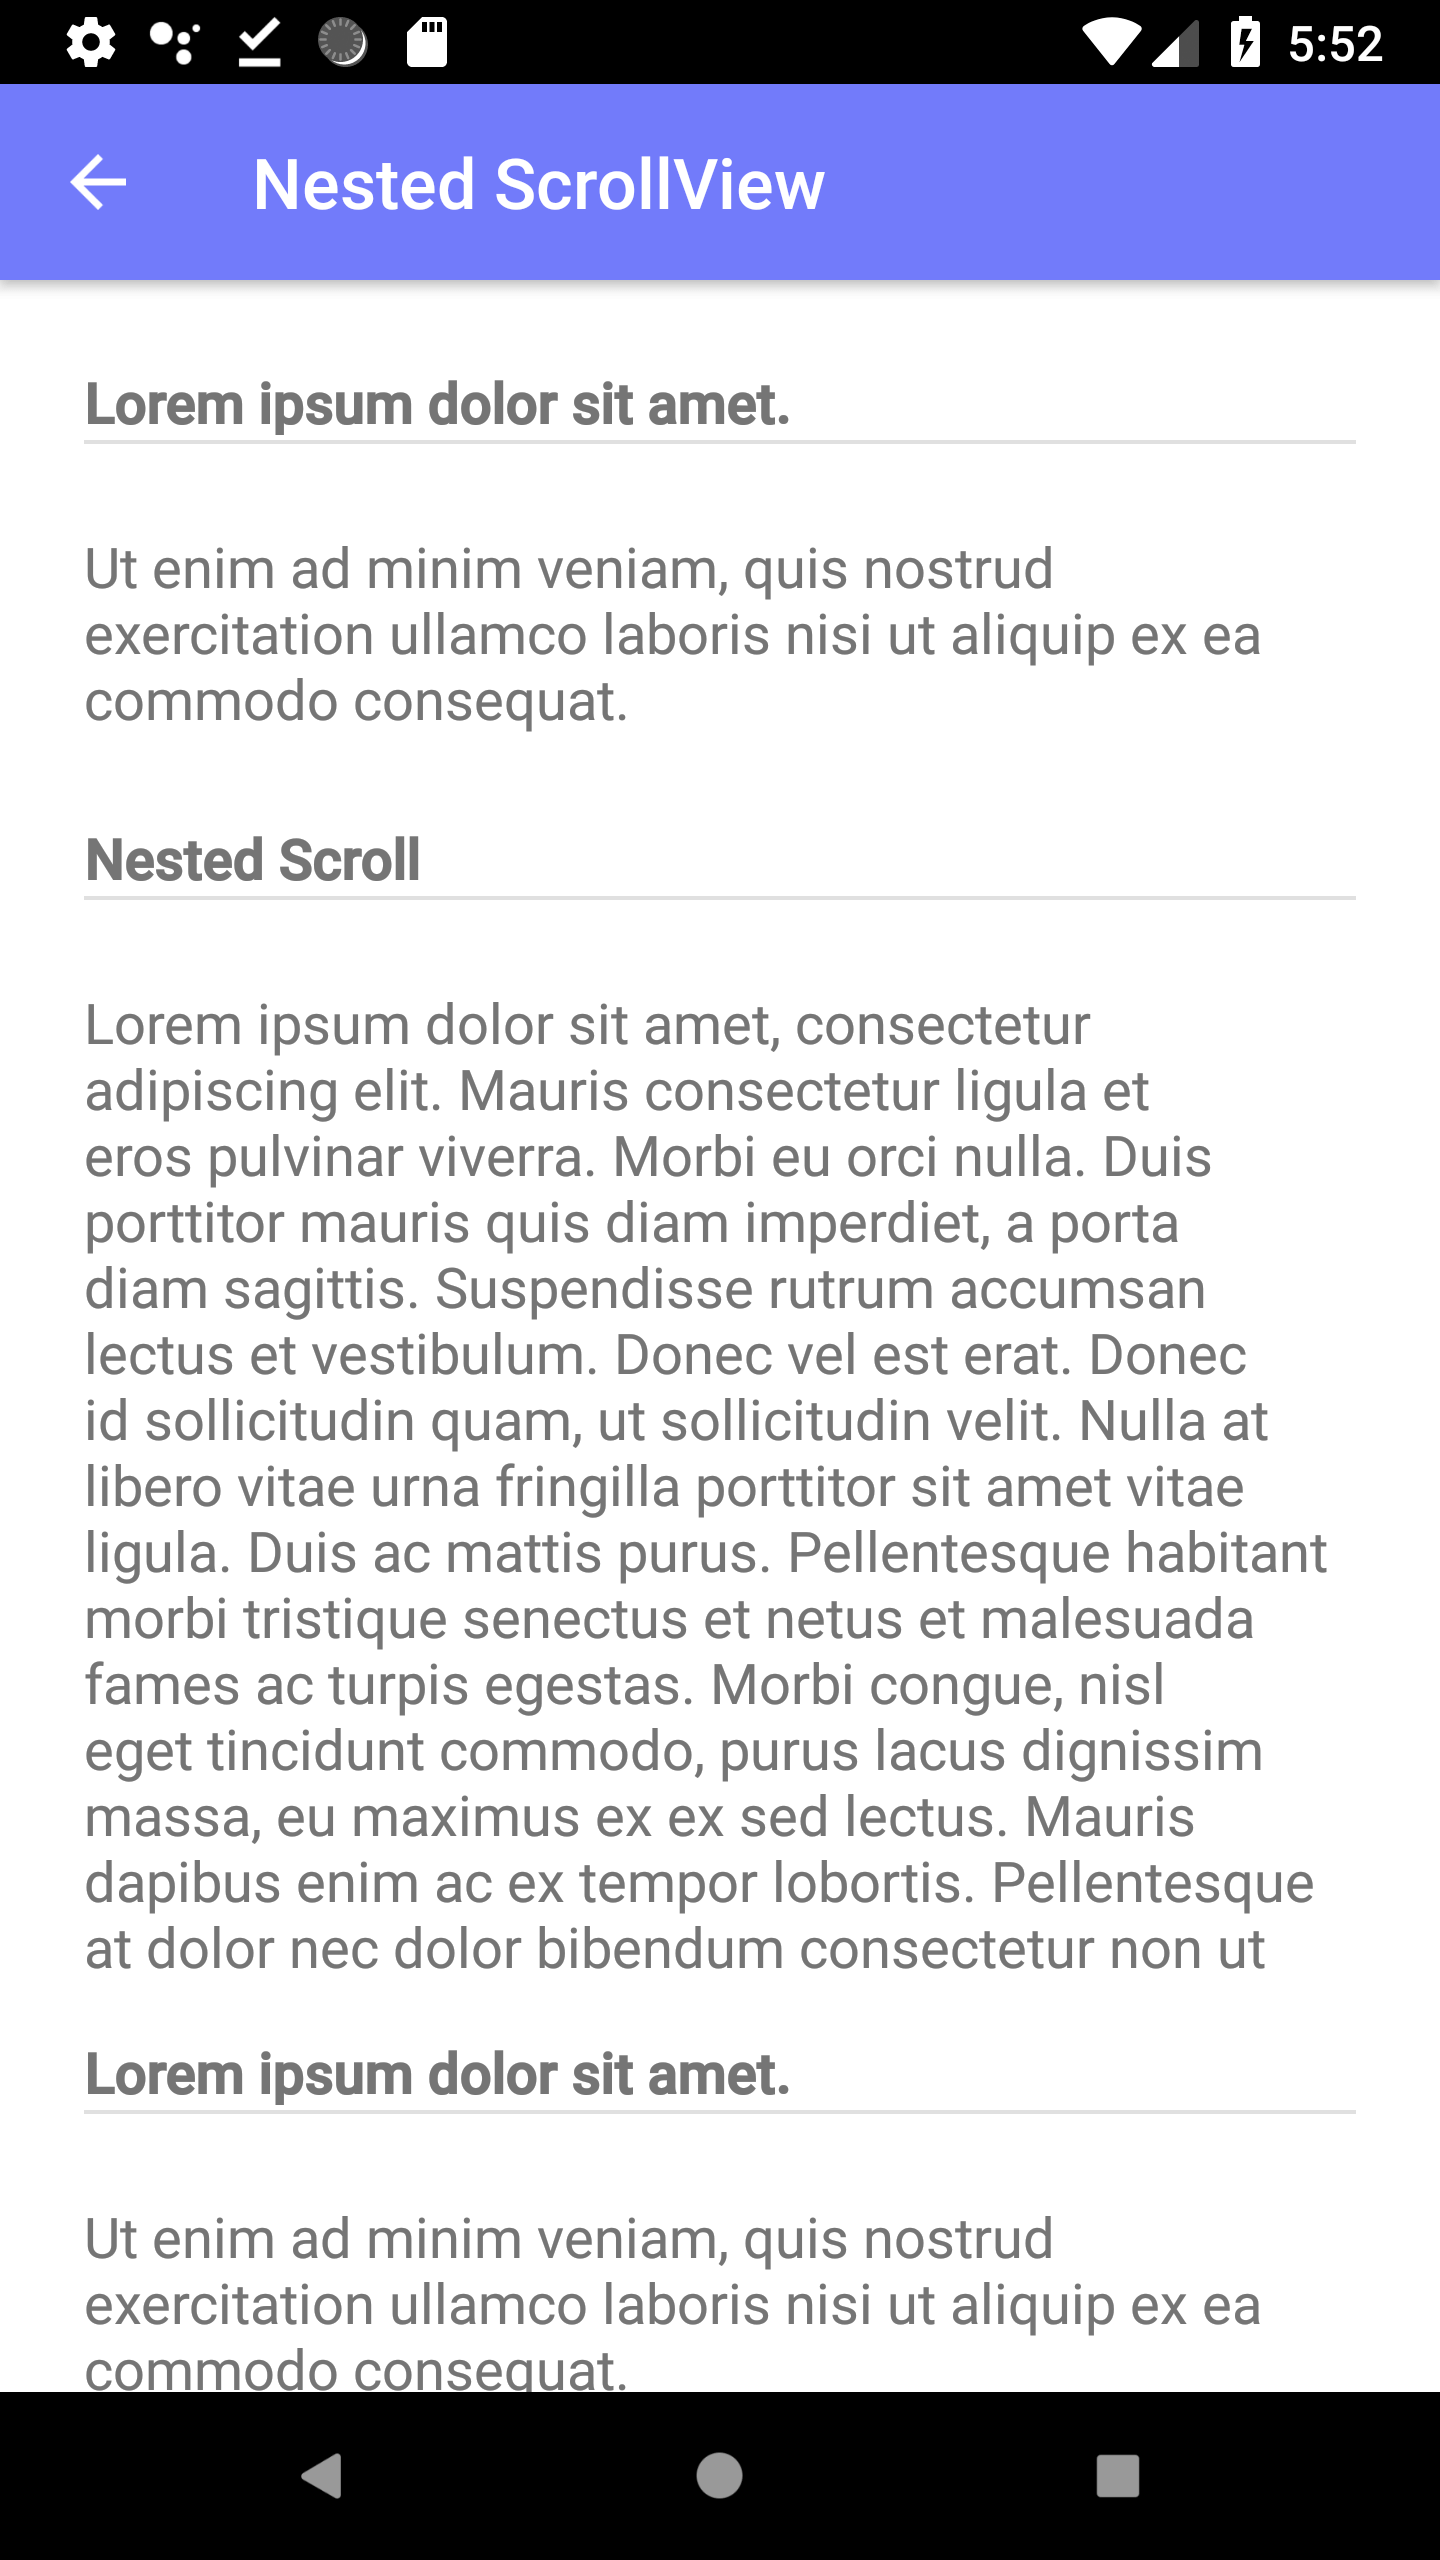 5:52
Nested ScrollView
Lorem ipsum dolor sit amet.
Ut enim ad minim veniam, quis nostrud
exercitation ullamco laboris nisi ut aliquip ex ea
commodo consequat.
Nested Scroll
Lorem ipsum dolor sit amet, consectetur
adipiscing elit. Mauris consectetur ligula et
eros pulvinar viverra. Morbi eu orci nulla. Duis
porttitor mauris quis diam imperdiet, a porta
diam sagittis. Suspendisse rutrum accumsan
lectus et vestibulum. Donec vel est erat. Donec
id sollicitudin quam, ut sollicitudin velit. Nulla at
libero vitae urna fringilla porttitor sit amet vitae
ligula. Duis ac mattis purus. Pellentesque habitant
morbi tristique senectus et netus et malesuada
fames ac turpis egestas. Morbi congue, nisl
eget tincidunt commodo, purus lacus dignissim
massa, eu maximus ex ex sed lectus. Mauris
dapibus enim ac ex tempor lobortis. Pellentesque
at dolor nec dolor bibendum consectetur non ut
Lorem ipsum dolor sit amet.
Ut enim ad minim veniam, quis nostrud
exercitation ullamco laboris nisi ut aliquip ex ea
commodo consequat.